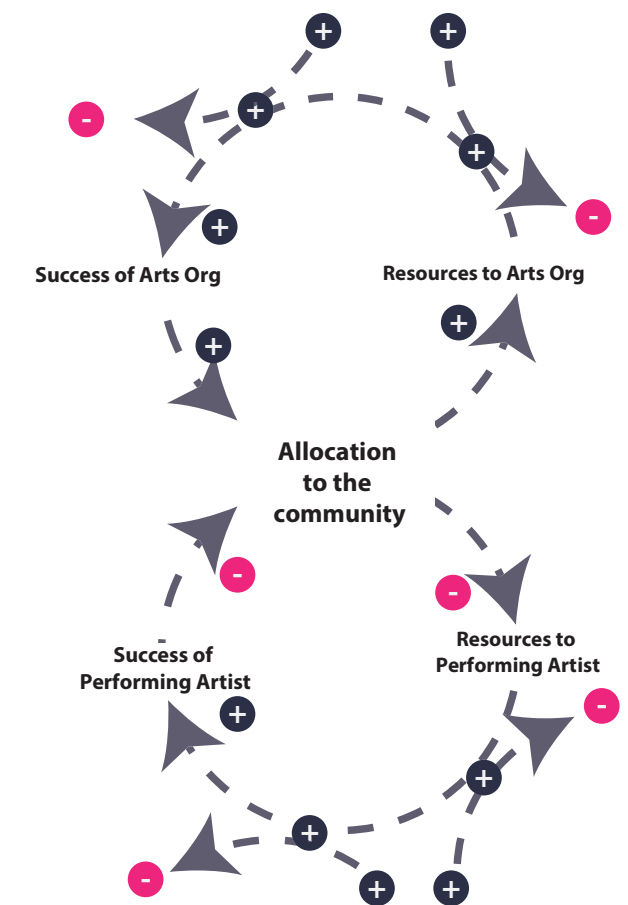 +
+
-
+
+
-
+
Success of Arts Org
Resources to Arts Org
+
+
Allocation
to the
community
-
-
Success of
Performing Artist
Resources to
Performing Artist
-
+
+
+
-
+
+